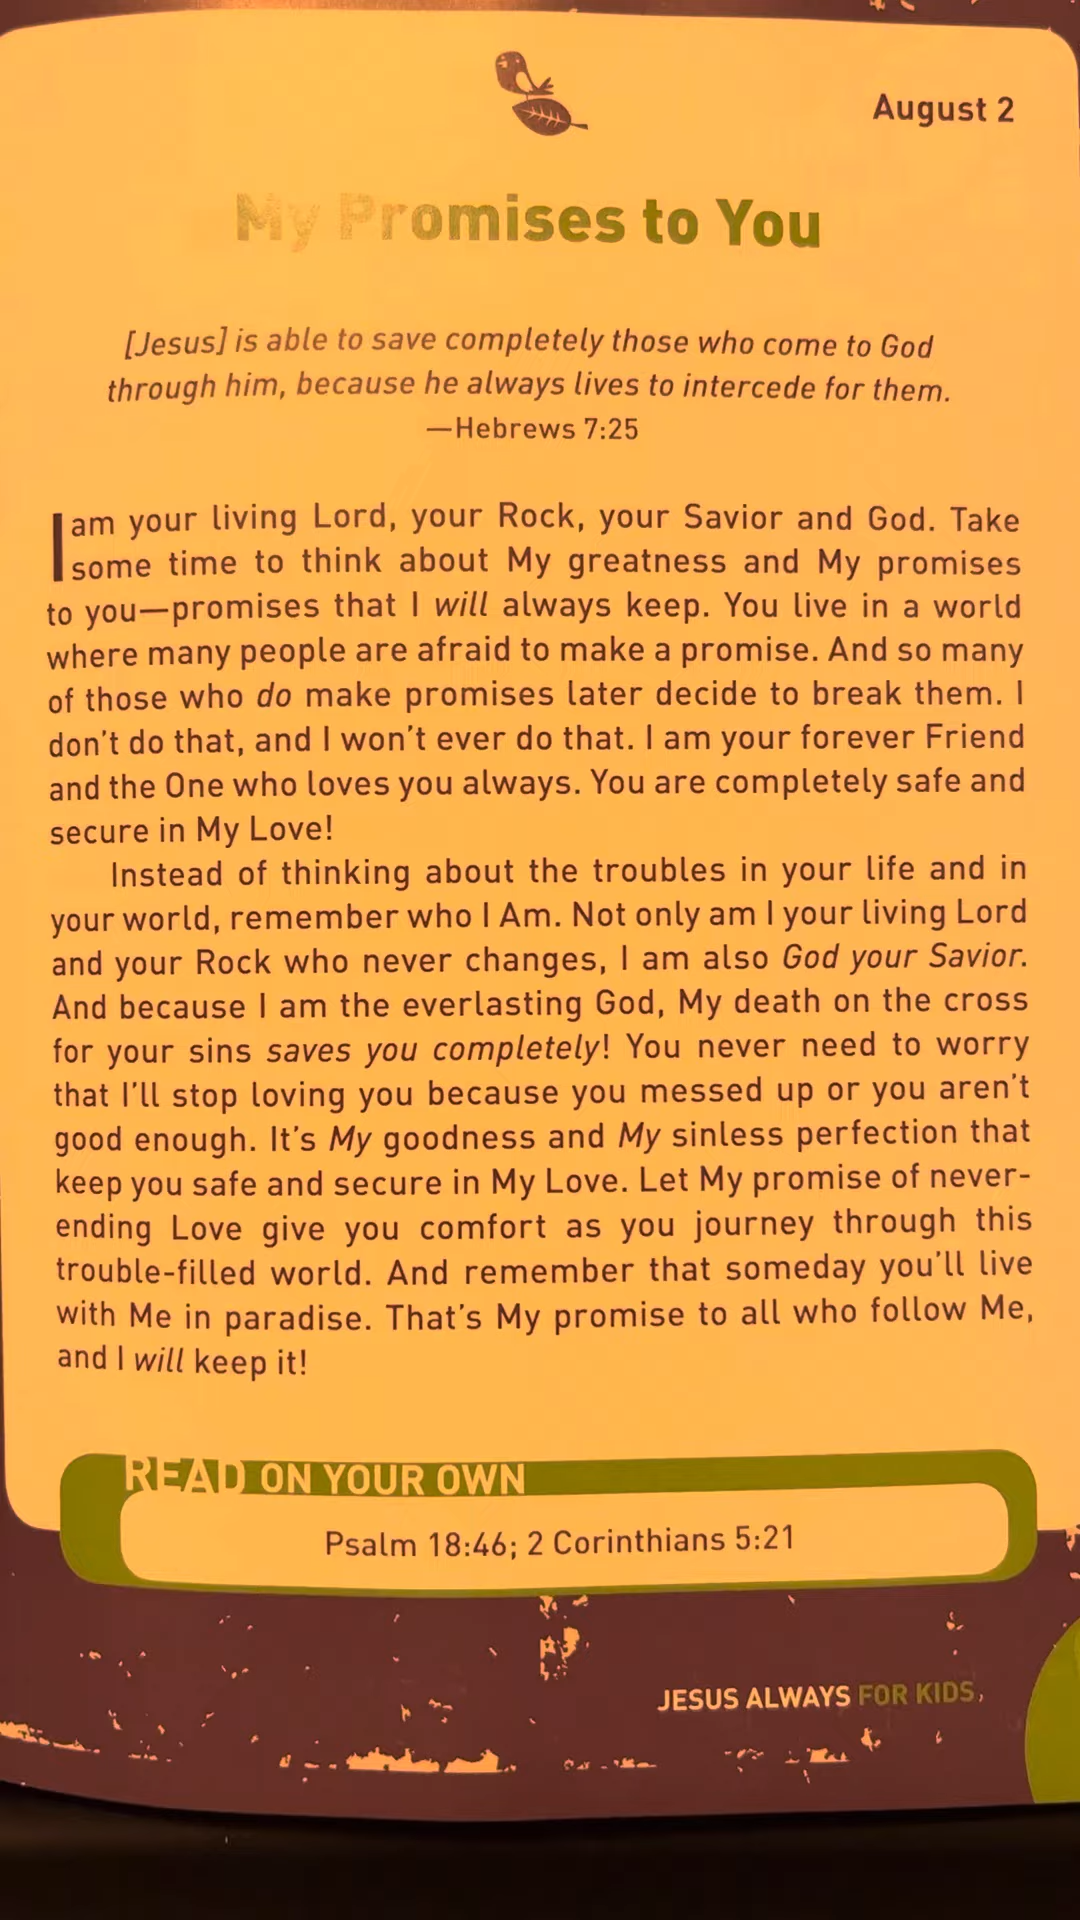 August 2
My Promises to You
[Jesus] is able to save completely those who come to God
through him, because he always lives to intercede for them.
—Hebrews 7:25
I am your living Lord, your Rock, your Savior and God. Take
some time to think about My greatness and My promises
to you—promises that I will always keep. You live in a world
where many people are afraid to make a promise. And so many
of those who do make promises later decide to break them. I
don't do that, and I won't ever do that. I am your forever Friend
and the One who loves you always. You are completely safe and
secure in My Love!
Instead of thinking about the troubles in your life and in
your world, remember who I Am. Not only am I your living Lord
and your Rock who never changes, I am also God your Savior.
And because I am the everlasting God, My death on the cross
for your sins saves you completely! You never need to worry
that I'll stop loving you because you messed up or you aren't
good enough. It's My goodness and My sinless perfection that
keep you safe and secure in My Love. Let My promise of never-
ending Love give you comfort as you journey through this
trouble-filled world. And remember that someday you'll live
with Me in paradise. That's My promise to all who follow Me,
and I will keep it!
READ ON YOUR OWN
Psalm 18:46; 2 Corinthians 5:21
JESUS ALWAYS FOR KIDS